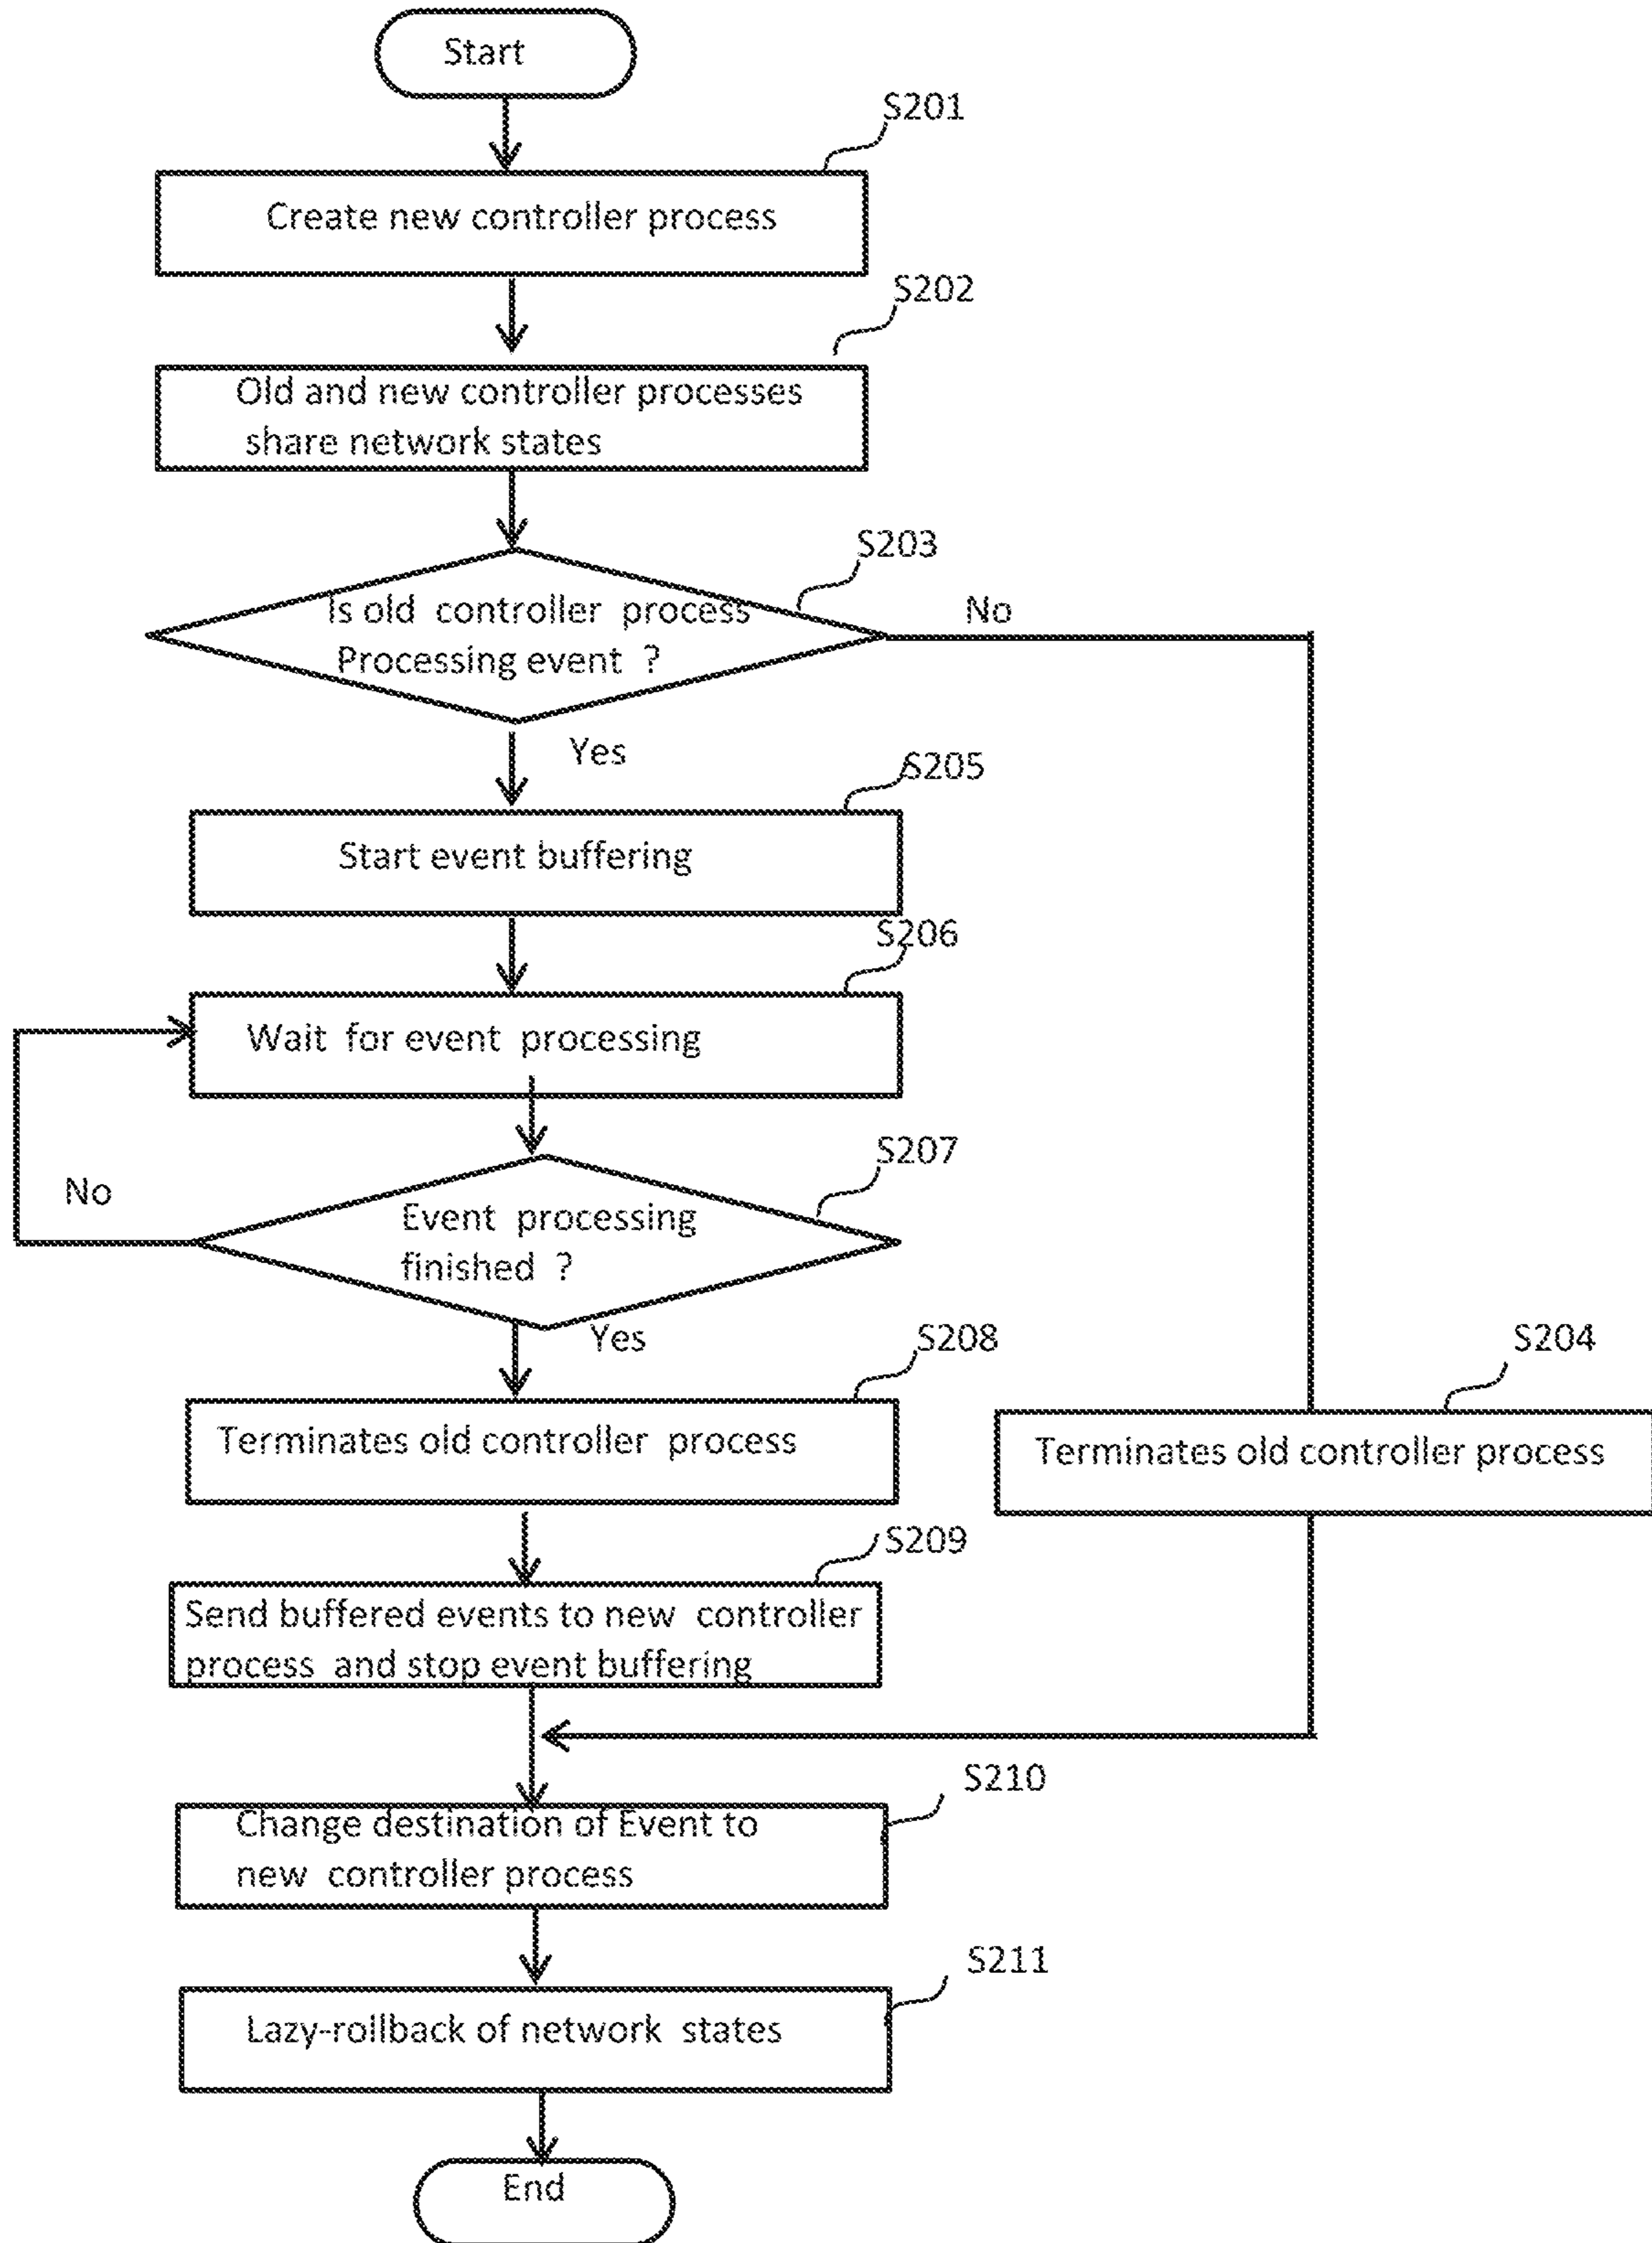 Start
S201
Create new controller process
S202
Old and new controller processes
share network states
S203
Is old controller process
Processing event ?
No
Yes
S205
Start event buffering
S206
Wait for event processing
S207
No
Event processing
finished ?
Yes
S208
Terminates old controller process
S204
Terminates old controller process
S209
Send buffered events to new controller
process and stop event buffering
S210
Change destination of Event to
new controller process
S211
Lazy-rollback of network states
End